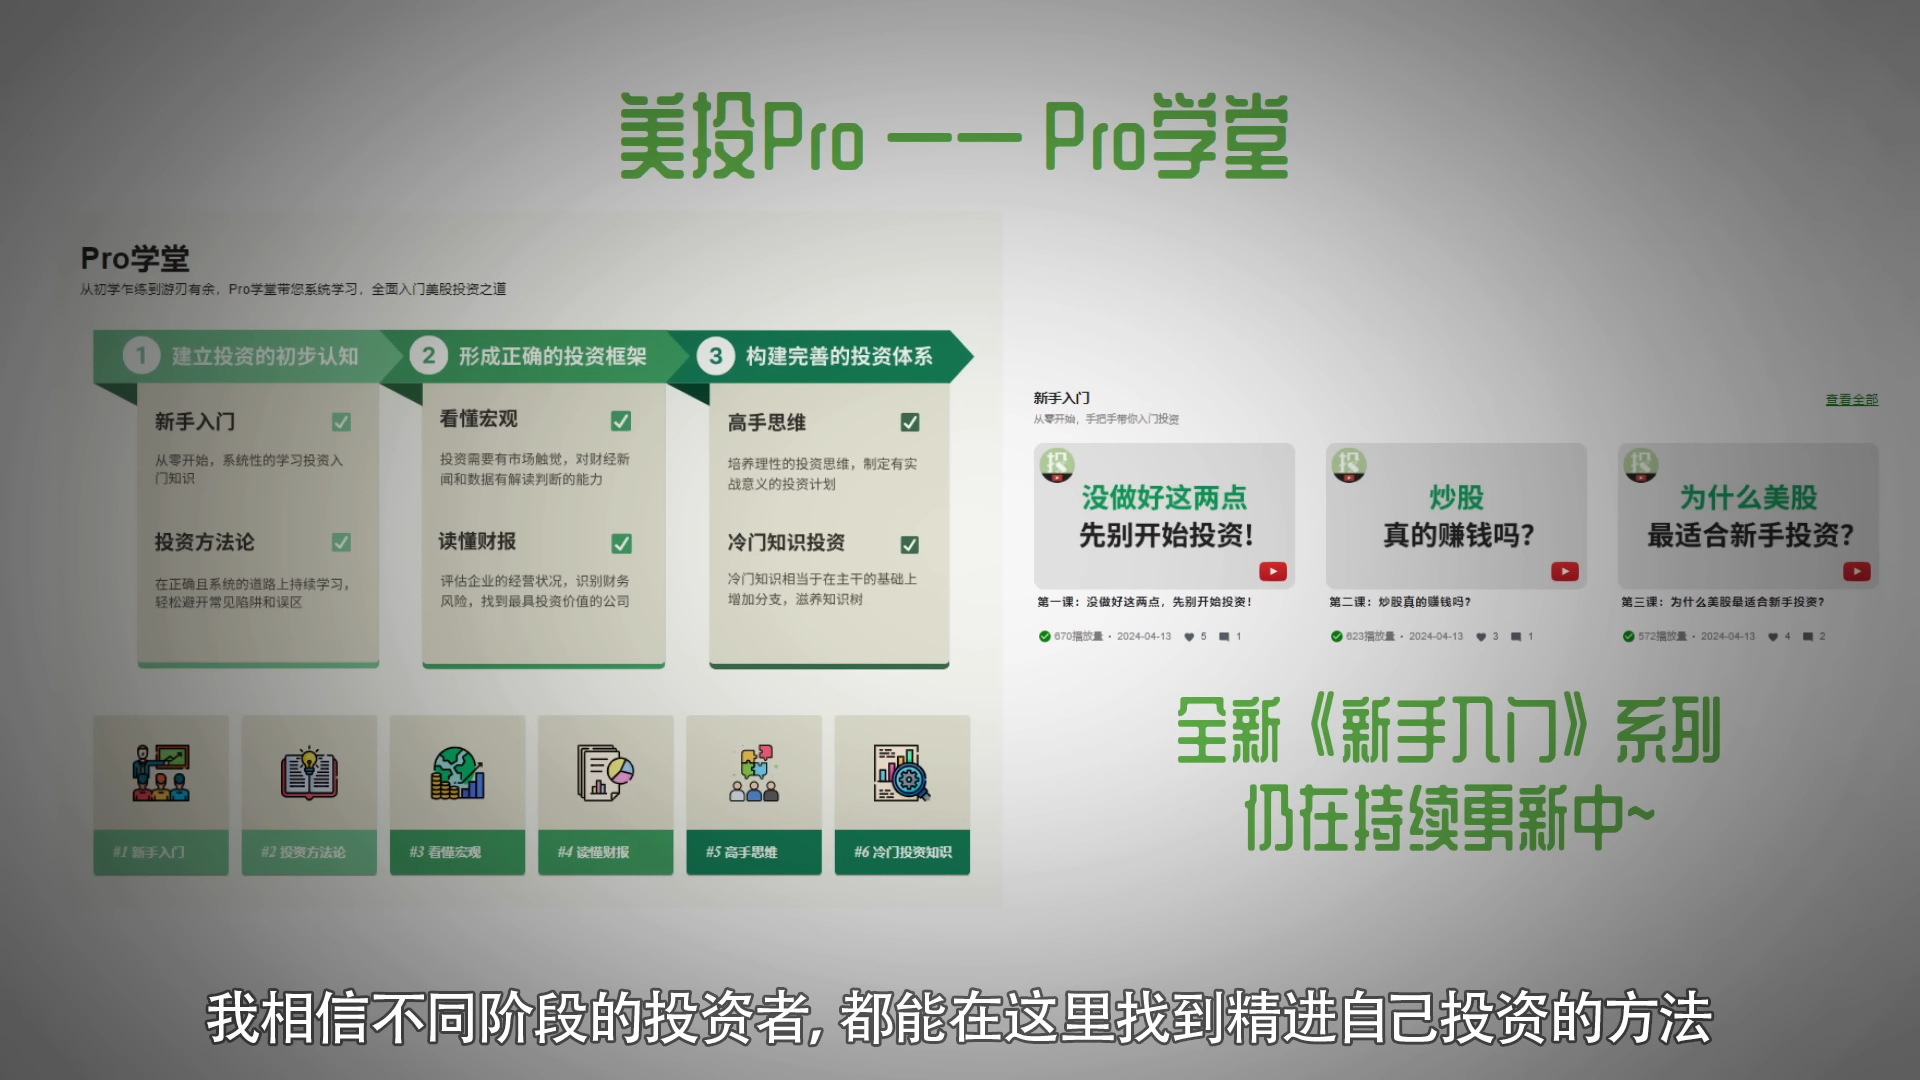 美投Pro —— Pro学堂
Pro学堂
从初学乍练到游刃有余，Pro学堂带您系统学习，全面入门美股投资之道
1 建立投资的初步认知
2 形成正确的投资框架
3 构建完善的投资体系
新手入门
从零开始，系统性的学习投资入
门知识
投资方法论
在正确且系统的道路上持续学习，
轻松避开常见陷阱和误区
看懂宏观
投资需要有市场触觉，对财经新
闻和数据有解读判断的能力
读懂财报
评估企业的经营状况，识别财务
风险，找到最具投资价值的公司
高手思维
培养理性的投资思维，制定有实
战意义的投资计划
冷门知识投资
冷门知识相当于在主干的基础上
增加分支，滋养知识树
#1 新手入门
#2 投资方法论
#3 看懂宏观
#4 读懂财报
#5 高手思维
#6 冷门投资知识
新手入门
查看全部
从零开始，手把手带你入门投资
投
没做好这两点
先别开始投资！
第一课：没做好这两点，先别开始投资！
670播放量 · 2024-04-13 5 1
投
炒股
真的赚钱吗？
第二课：炒股真的赚钱吗？
623播放量 · 2024-04-13 3 1
投
为什么美股
最适合新手投资？
第三课：为什么美股最适合新手投资？
572播放量 · 2024-04-13 4 2
全新《新手入门》系列
仍在持续更新中~
我相信不同阶段的投资者，都能在这里找到精进自己投资的方法